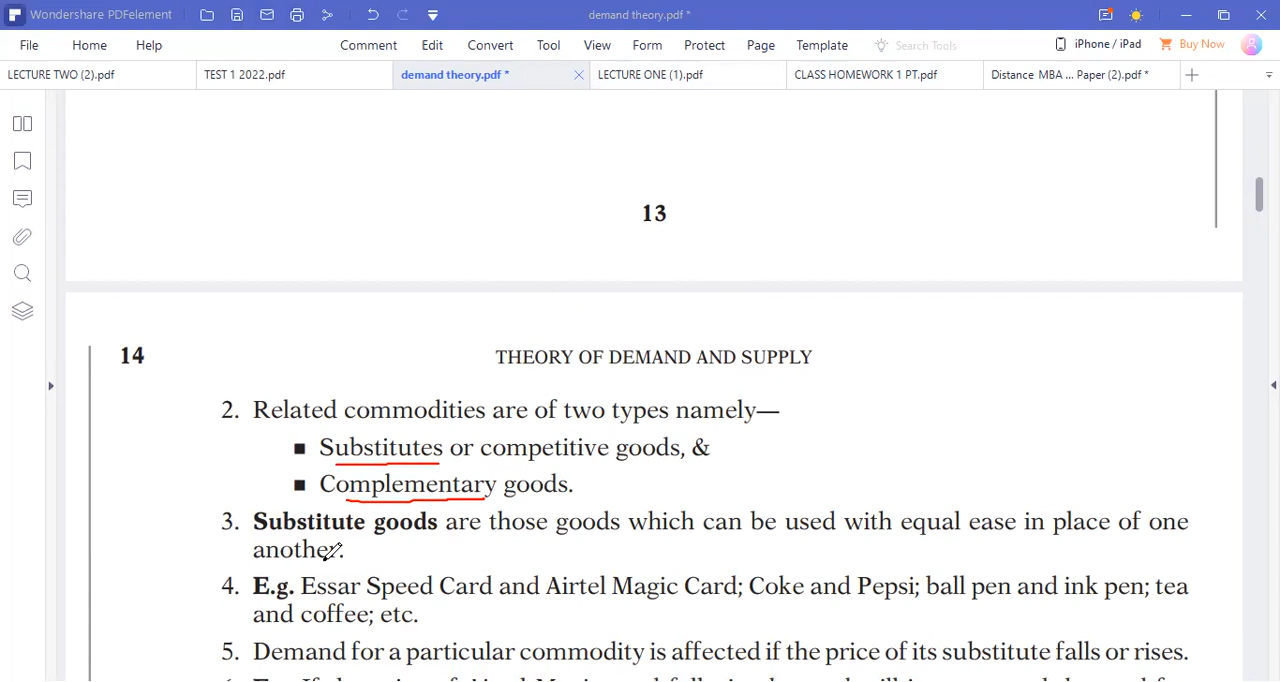 Wondershare PDFelement
demand theory.pdf *
File Home Help Comment Edit Convert Tool View Form Protect Page Template Search Tools iPhone / iPad Buy Now
LECTURE TWO (2).pdf TEST 1 2022.pdf demand theory.pdf * LECTURE ONE (1).pdf CLASS HOMEWORK 1 PT.pdf Distance MBA ... Paper (2).pdf *
13
14 THEORY OF DEMAND AND SUPPLY
2. Related commodities are of two types namely—
■ Substitutes or competitive goods, &
■ Complementary goods.
3. Substitute goods are those goods which can be used with equal ease in place of one
another.
4. E.g. Essar Speed Card and Airtel Magic Card; Coke and Pepsi; ball pen and ink pen; tea
and coffee; etc.
5. Demand for a particular commodity is affected if the price of its substitute falls or rises.